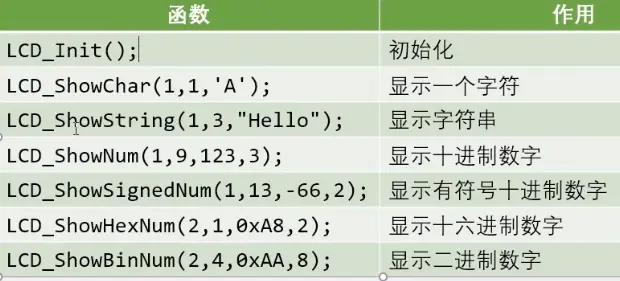 函数 作用
LCD_Init(); 初始化
LCD_ShowChar(1,1,'A'); 显示一个字符
LCD_ShowString(1,3,"Hello"); 显示字符串
LCD_ShowNum(1,9,123,3); 显示十进制数字
LCD_ShowSignedNum(1,13,-66,2); 显示有符号十进制数字
LCD_ShowHexNum(2,1,0xA8,2); 显示十六进制数字
LCD_ShowBinNum(2,4,0xAA,8); 显示二进制数字